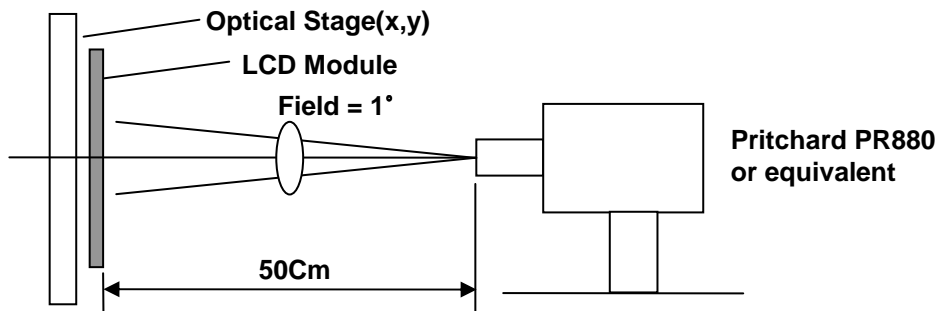 Optical Stage(x,y)
LCD Module
Field = 1˚
Pritchard PR880
or equivalent
50Cm